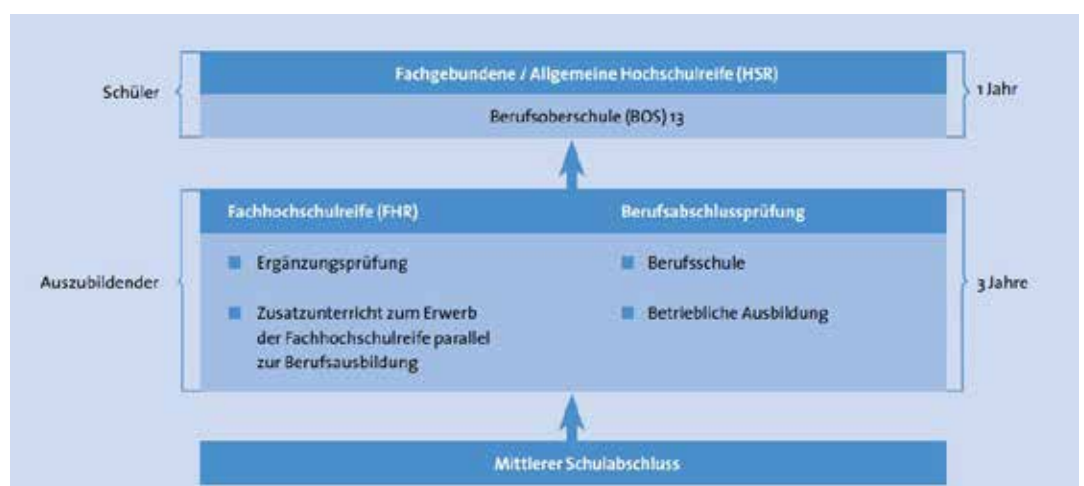 Fachgebundene / Allgemeine Hochschulreife (HSR)
Schüler
1 Jahr
Berufsoberschule (BOS) 13
Fachhochschulreife (FHR)
Berufsabschlussprüfung
Ergänzungsprüfung
Berufsschule
Auszubildender
3 Jahre
Zusatzunterricht zum Erwerb
der Fachhochschulreife parallel
zur Berufsausbildung
Betriebliche Ausbildung
Mittlerer Schulabschluss